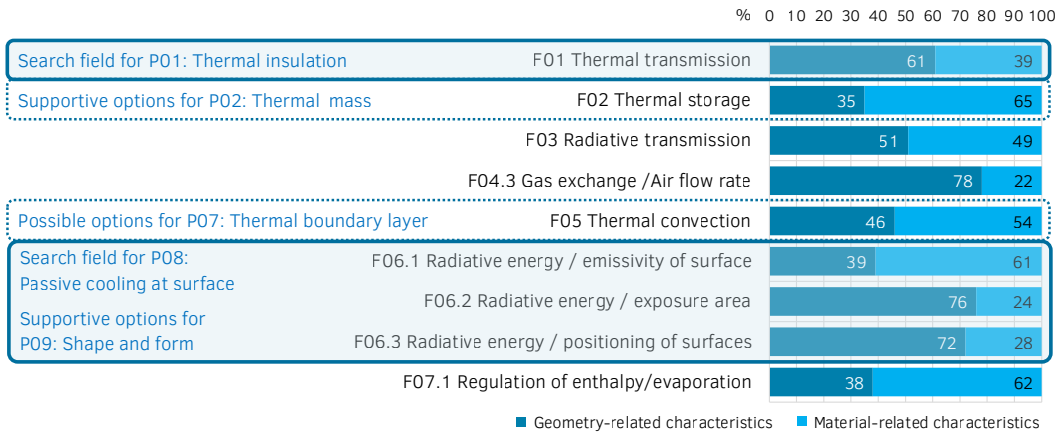 % 0 10 20 30 40 50 60 70 80 90 100
Search field for P01: Thermal insulation F01 Thermal transmission 61 39
Supportive options for P02: Thermal mass F02 Thermal storage 35 65
F03 Radiative transmission 51 49
F04.3 Gas exchange /Air flow rate 78 22
Possible options for P07: Thermal boundary layer F05 Thermal convection 46 54
Search field for P08:
Passive cooling at surface
F06.1 Radiative energy / emissivity of surface 39 61
F06.2 Radiative energy / exposure area 76 24
Supportive options for
P09: Shape and form
F06.3 Radiative energy / positioning of surfaces 72 28
F07.1 Regulation of enthalpy/evaporation 38 62
Geometry-related characteristics Material-related characteristics